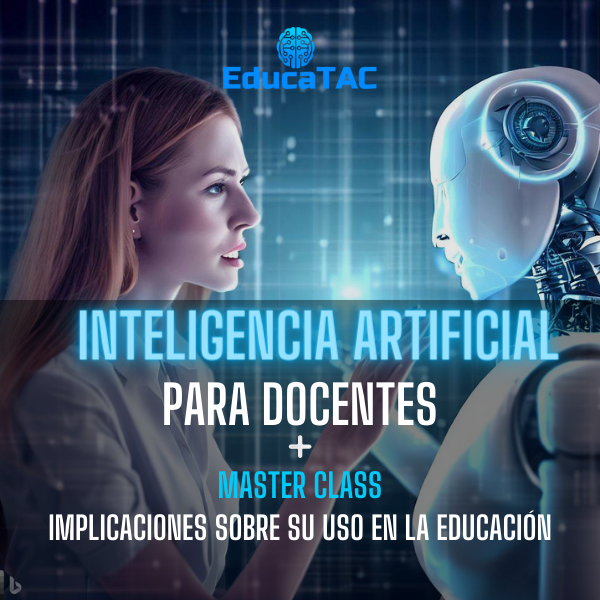 EducaTAC
INTELIGENCIA ARTIFICIAL
PARA DOCENTES
+
MASTER CLASS
IMPLICACIONES SOBRE SU USO EN LA EDUCACIÓN